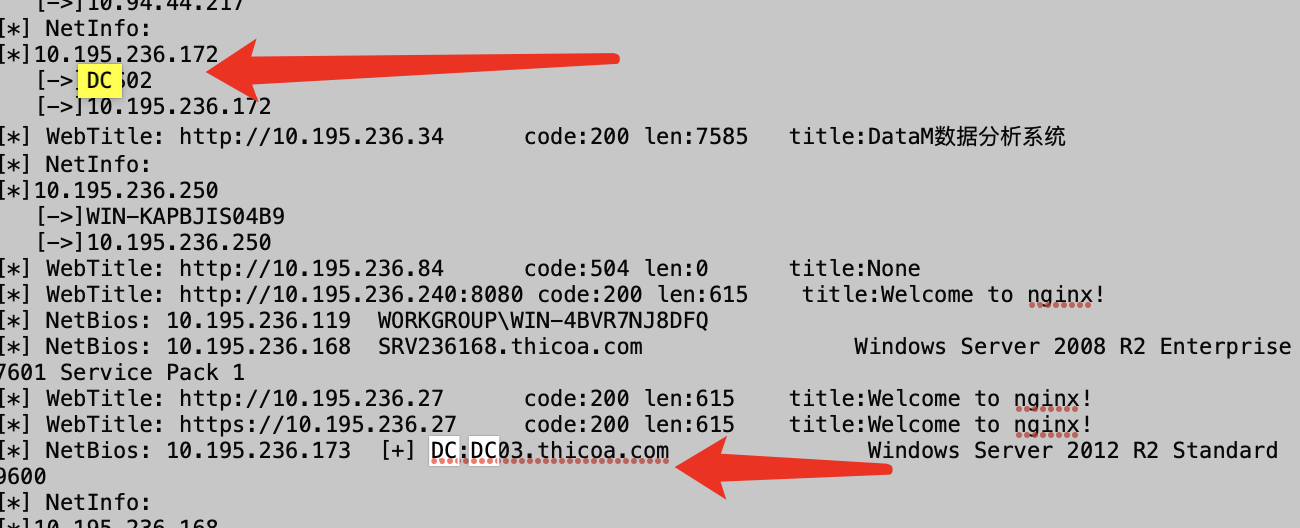 [->]10.94.44.217
[*] NetInfo:
[*]10.195.236.172
[->]DC602
[->]10.195.236.172
[*] WebTitle: http://10.195.236.34 code:200 len:7585 title:DataM数据分析系统
[*] NetInfo:
[*]10.195.236.250
[->]WIN-KAPBJIS04B9
[->]10.195.236.250
[*] WebTitle: http://10.195.236.84 code:504 len:0 title:None
[*] WebTitle: http://10.195.236.240:8080 code:200 len:615 title:Welcome to nginx!
[*] NetBios: 10.195.236.119 WORKGROUP\WIN-4BVR7NJ8DFQ
[*] NetBios: 10.195.236.168 SRV236168.thicoa.com Windows Server 2008 R2 Enterprise
7601 Service Pack 1
[*] WebTitle: http://10.195.236.27 code:200 len:615 title:Welcome to nginx!
[*] WebTitle: https://10.195.236.27 code:200 len:615 title:Welcome to nginx!
[*] NetBios: 10.195.236.173 [+] DC:DC03.thicoa.com Windows Server 2012 R2 Standard
9600
[*] NetInfo:
[*]10.195.236.168